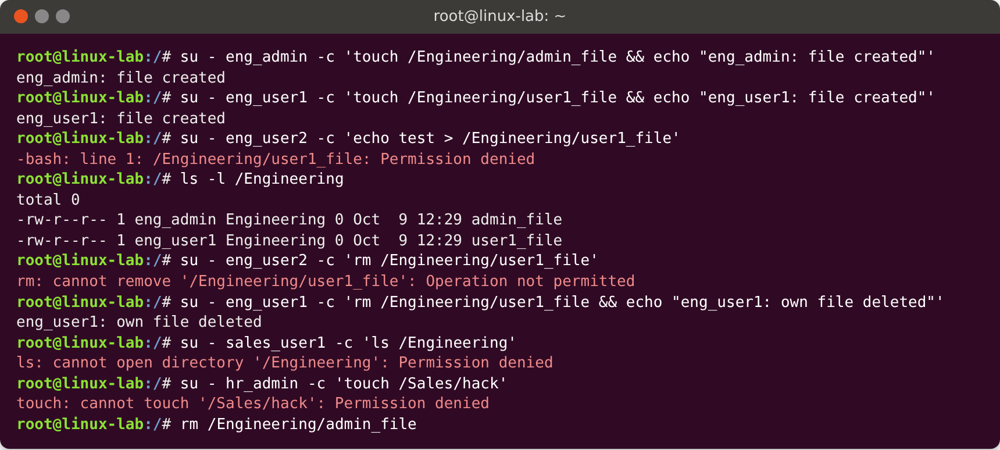 root@linux-lab: ~
root@linux-lab:/# su - eng_admin -c 'touch /Engineering/admin_file && echo "eng_admin: file created"'
eng_admin: file created
root@linux-lab:/# su - eng_user1 -c 'touch /Engineering/user1_file && echo "eng_user1: file created"'
eng_user1: file created
root@linux-lab:/# su - eng_user2 -c 'echo test > /Engineering/user1_file'
-bash: line 1: /Engineering/user1_file: Permission denied
root@linux-lab:/# ls -l /Engineering
total 0
-rw-r--r-- 1 eng_admin Engineering 0 Oct  9 12:29 admin_file
-rw-r--r-- 1 eng_user1 Engineering 0 Oct  9 12:29 user1_file
root@linux-lab:/# su - eng_user2 -c 'rm /Engineering/user1_file'
rm: cannot remove '/Engineering/user1_file': Operation not permitted
root@linux-lab:/# su - eng_user1 -c 'rm /Engineering/user1_file && echo "eng_user1: own file deleted"'
eng_user1: own file deleted
root@linux-lab:/# su - sales_user1 -c 'ls /Engineering'
ls: cannot open directory '/Engineering': Permission denied
root@linux-lab:/# su - hr_admin -c 'touch /Sales/hack'
touch: cannot touch '/Sales/hack': Permission denied
root@linux-lab:/# rm /Engineering/admin_file